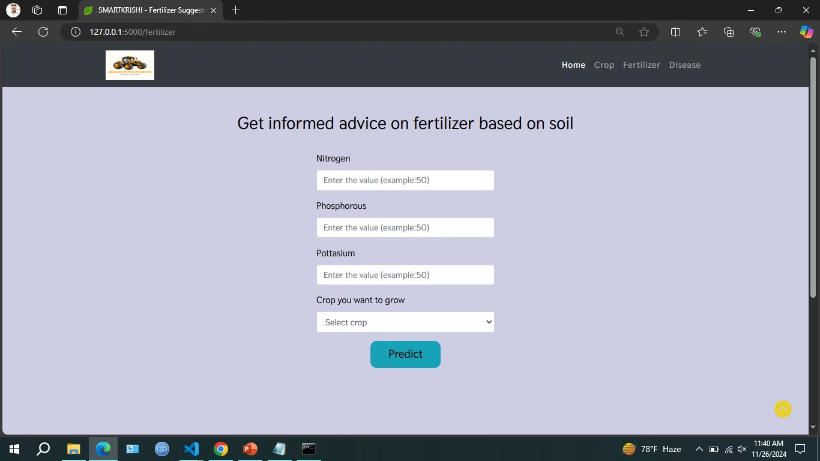 SMARTKRISHI - Fertilizer Suggesti
127.0.0.1:5000/fertilizer
Home Crop Fertilizer Disease
Get informed advice on fertilizer based on soil
Nitrogen
Enter the value (example:50)
Phosphorous
Enter the value (example:50)
Pottasium
Enter the value (example:50)
Crop you want to grow
Select crop
Predict
78°F Haze
11:40 AM
11/26/2024